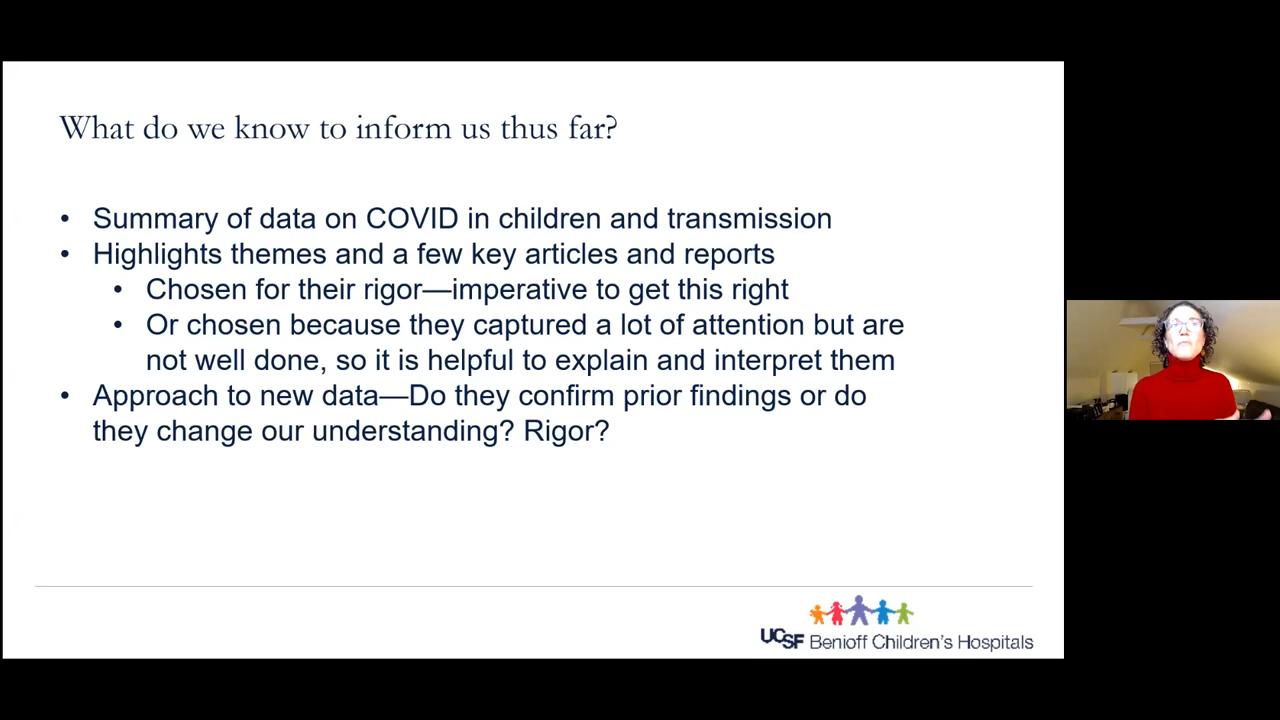 What do we know to inform us thus far?
• Summary of data on COVID in children and transmission
• Highlights themes and a few key articles and reports
• Chosen for their rigor—imperative to get this right
• Or chosen because they captured a lot of attention but are
not well done, so it is helpful to explain and interpret them
• Approach to new data—Do they confirm prior findings or do
they change our understanding? Rigor?
UCSF Benioff Children's Hospitals